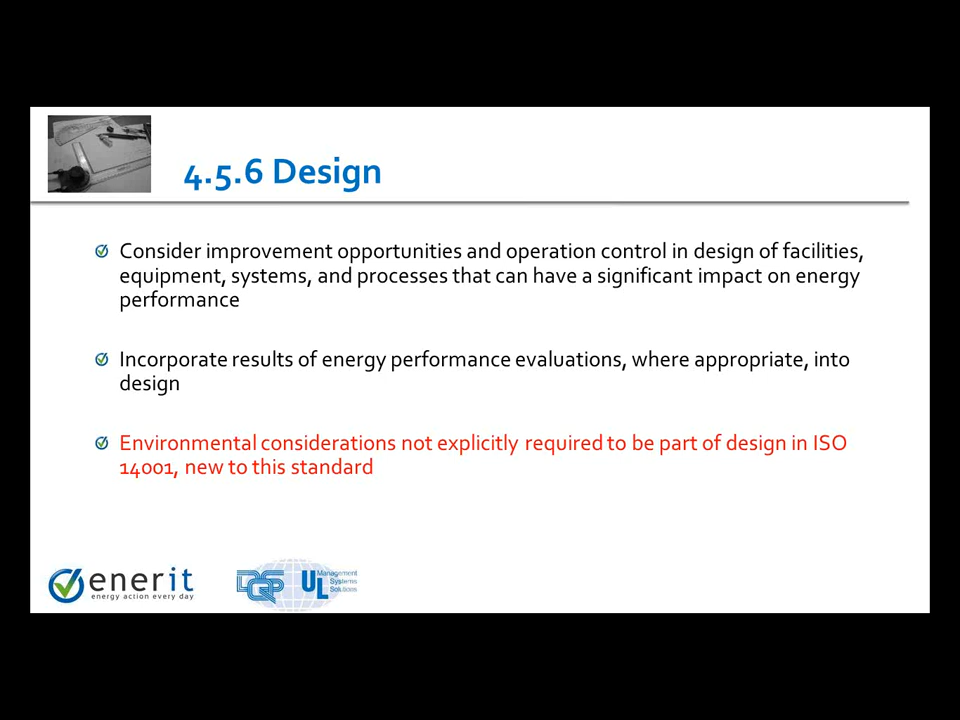 4.5.6 Design
Consider improvement opportunities and operation control in design of facilities,
equipment, systems, and processes that can have a significant impact on energy
performance
Incorporate results of energy performance evaluations, where appropriate, into
design
Environmental considerations not explicitly required to be part of design in ISO
14001, new to this standard
enerit
energy action every day
DQS
UL
Management
Systems
Solutions